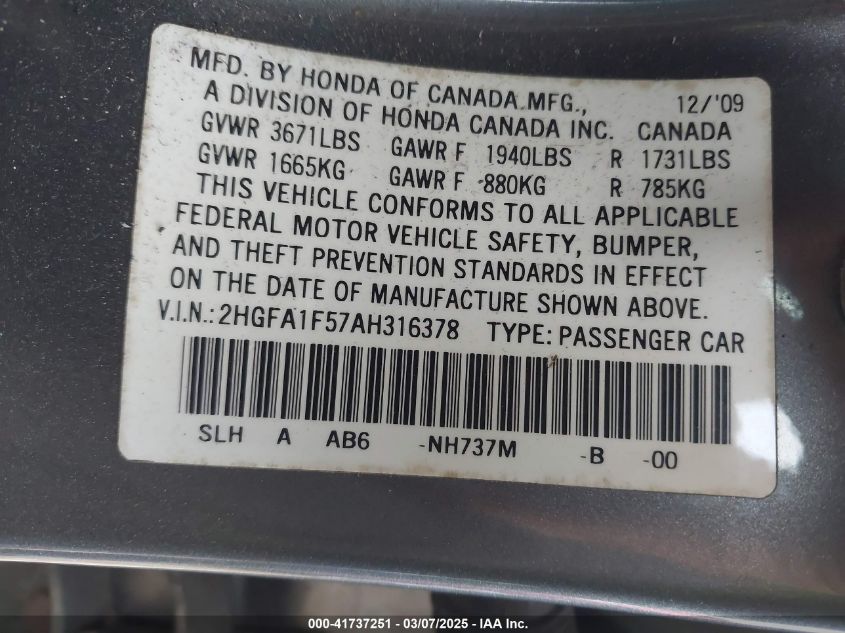 MFD. BY HONDA OF CANADA MFG., 12/'09
A DIVISION OF HONDA CANADA INC. CANADA
GVWR 3671LBS GAWR F 1940LBS R 1731LBS
GVWR 1665KG GAWR F 880KG R 785KG
THIS VEHICLE CONFORMS TO ALL APPLICABLE
FEDERAL MOTOR VEHICLE SAFETY, BUMPER,
AND THEFT PREVENTION STANDARDS IN EFFECT
ON THE DATE OF MANUFACTURE SHOWN ABOVE.
V.I.N.: 2HGFA1F57AH316378 TYPE: PASSENGER CAR
SLH A AB6 -NH737M -B -00
000-41737251 — 03/07/2025 — IAA Inc.